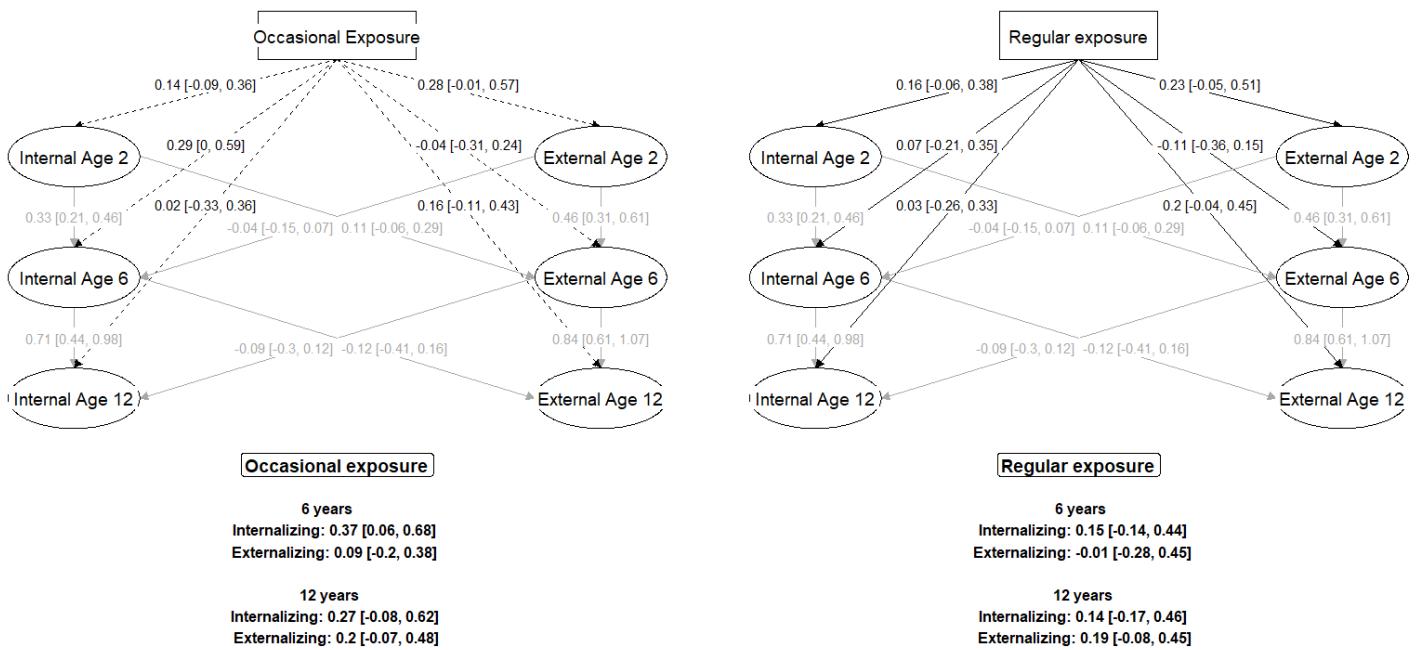 Occasional Exposure
0.14 [-0.09, 0.36]
0.28 [-0.01, 0.57]
Internal Age 2
0.29 [0, 0.59]
-0.04 [-0.31, 0.24]
External Age 2
0.33 [0.21, 0.46]
0.02 [-0.33, 0.36]
0.16 [-0.11, 0.43]
0.46 [0.31, 0.61]
-0.04 [-0.15, 0.07]
0.11 [-0.06, 0.29]
Internal Age 6
External Age 6
0.71 [0.44, 0.98]
-0.09 [-0.3, 0.12]
-0.12 [-0.41, 0.16]
0.84 [0.61, 1.07]
Internal Age 12
External Age 12
Occasional exposure
6 years
Internalizing: 0.37 [0.06, 0.68]
Externalizing: 0.09 [-0.2, 0.38]
12 years
Internalizing: 0.27 [-0.08, 0.62]
Externalizing: 0.2 [-0.07, 0.48]
Regular exposure
0.16 [-0.06, 0.38]
0.23 [-0.05, 0.51]
Internal Age 2
0.07 [-0.21, 0.35]
-0.11 [-0.36, 0.15]
External Age 2
0.33 [0.21, 0.46]
0.03 [-0.26, 0.33]
0.2 [-0.04, 0.45]
0.46 [0.31, 0.61]
-0.04 [-0.15, 0.07]
0.11 [-0.06, 0.29]
Internal Age 6
External Age 6
0.71 [0.44, 0.98]
-0.09 [-0.3, 0.12]
-0.12 [-0.41, 0.16]
0.84 [0.61, 1.07]
Internal Age 12
External Age 12
Regular exposure
6 years
Internalizing: 0.15 [-0.14, 0.44]
Externalizing: -0.01 [-0.28, 0.45]
12 years
Internalizing: 0.14 [-0.17, 0.46]
Externalizing: 0.19 [-0.08, 0.45]